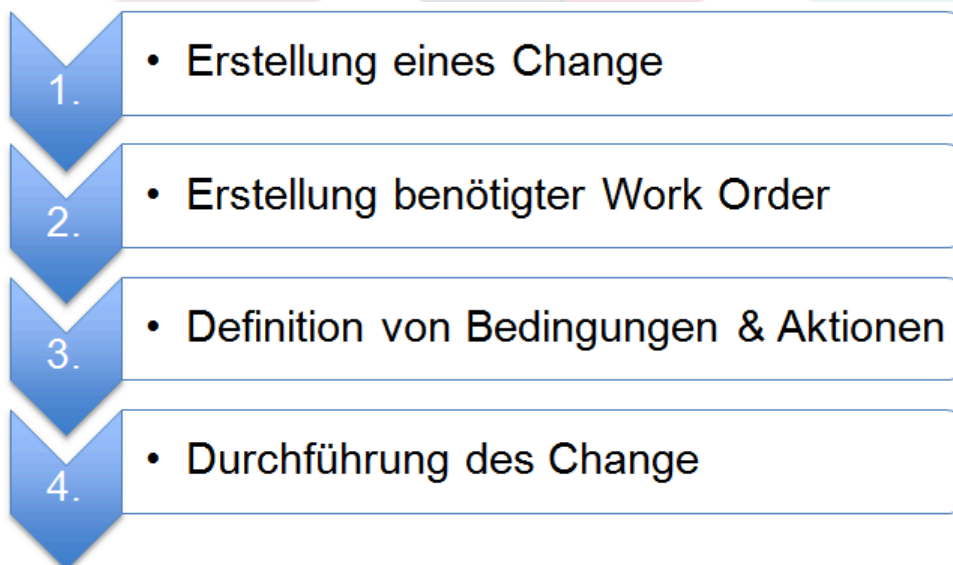 1.
• Erstellung eines Change
2.
• Erstellung benötigter Work Order
3.
• Definition von Bedingungen & Aktionen
4.
• Durchführung des Change